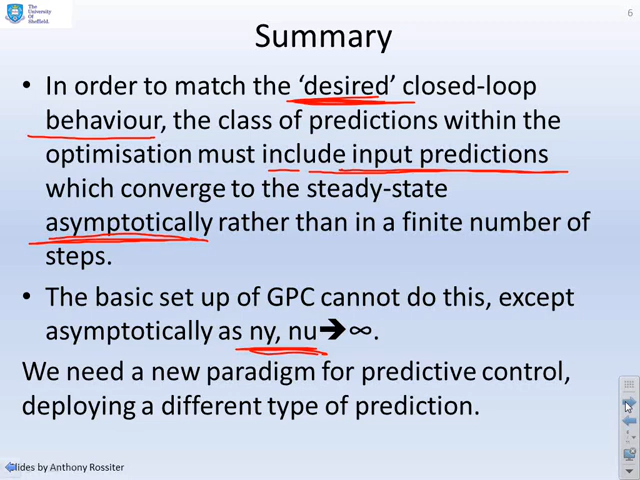 The
University
Of
Sheffield.
6
Summary
• In order to match the ‘desired’ closed-loop
behaviour, the class of predictions within the
optimisation must include input predictions
which converge to the steady-state
asymptotically rather than in a finite number of
steps.
• The basic set up of GPC cannot do this, except
asymptotically as ny, nu➔∞.
We need a new paradigm for predictive control,
deploying a different type of prediction.
lides by Anthony Rossiter